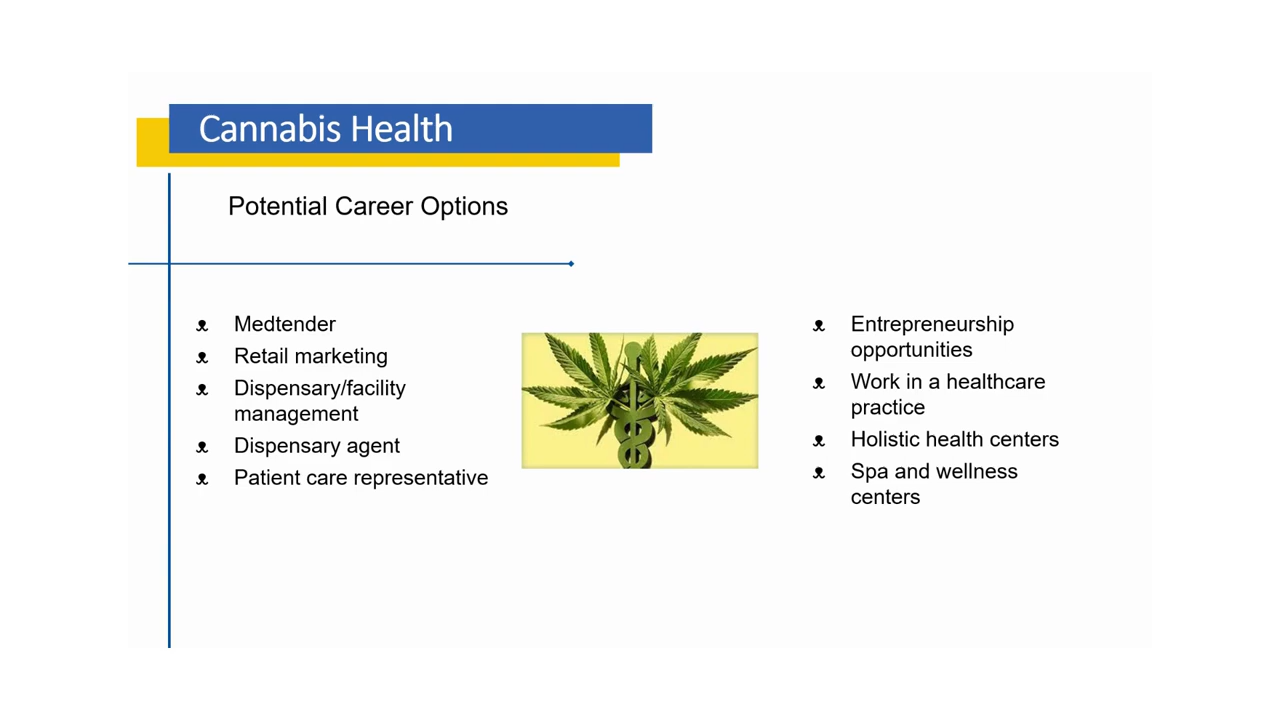 Cannabis Health
Potential Career Options
Medtender
Retail marketing
Dispensary/facility
management
Dispensary agent
Patient care representative
Entrepreneurship
opportunities
Work in a healthcare
practice
Holistic health centers
Spa and wellness
centers